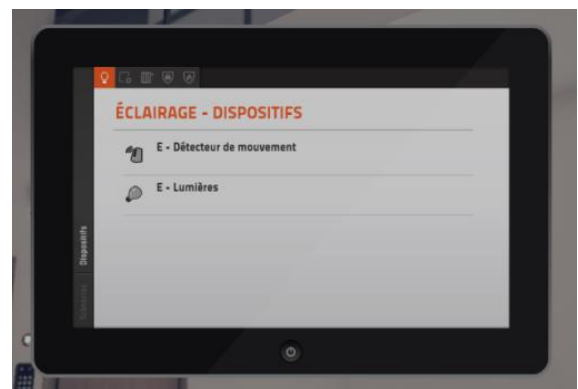 ÉCLAIRAGE - DISPOSITIFS
E - Détecteur de mouvement
E - Lumières
Dispositifs